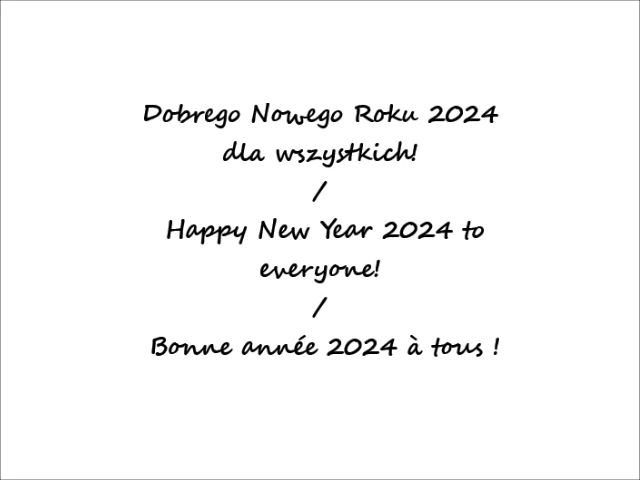 Dobrego Nowego Roku 2024
dla wszystkich!
/
Happy New Year 2024 to
everyone!
/
Bonne année 2024 à tous !